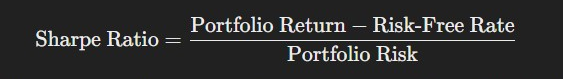 Sharpe Ratio = Portfolio Return − Risk-Free Rate
Portfolio Risk